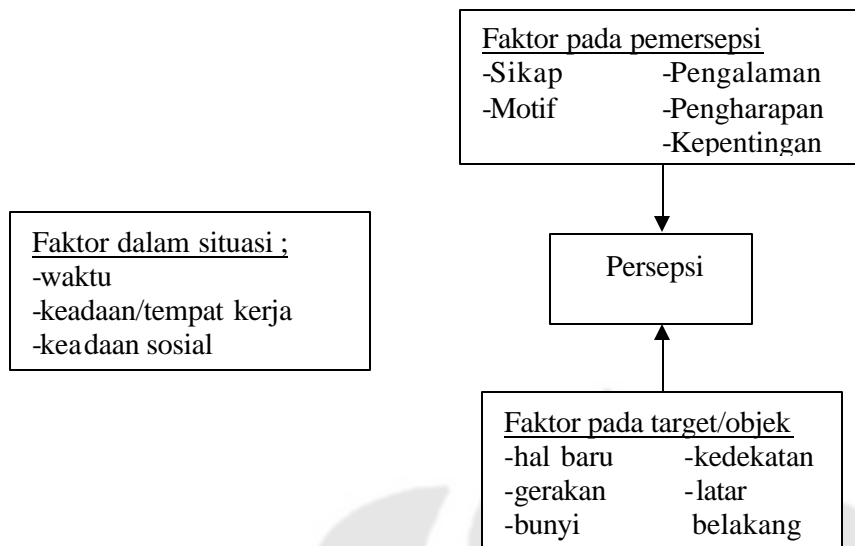 Faktor pada pemersepsi
-Sikap -Pengalaman
-Motif -Pengharapan
-Kepentingan
Faktor dalam situasi ;
-waktu
-keadaan/tempat kerja
-keadaan sosial
Persepsi
Faktor pada target/objek
-hal baru -kedekatan
-gerakan -latar
-bunyi belakang